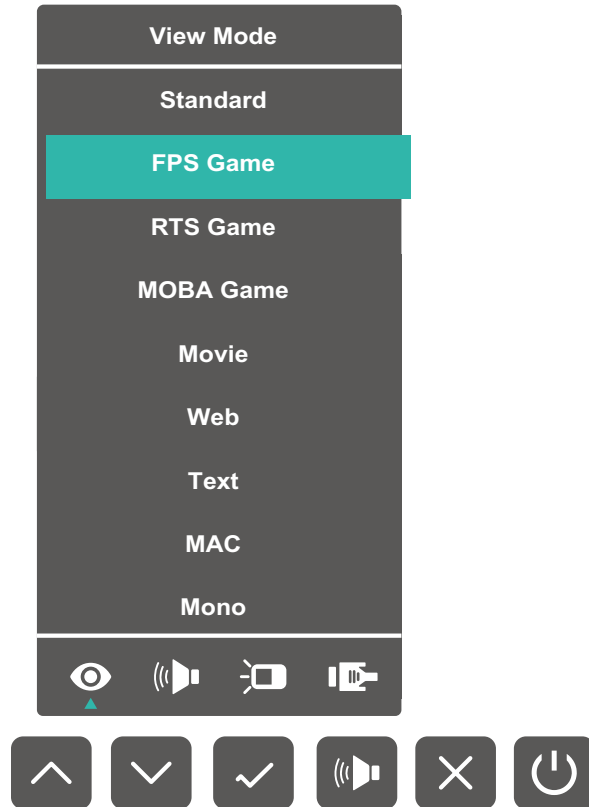 View Mode
Standard
FPS Game
RTS Game
MOBA Game
Movie
Web
Text
MAC
Mono